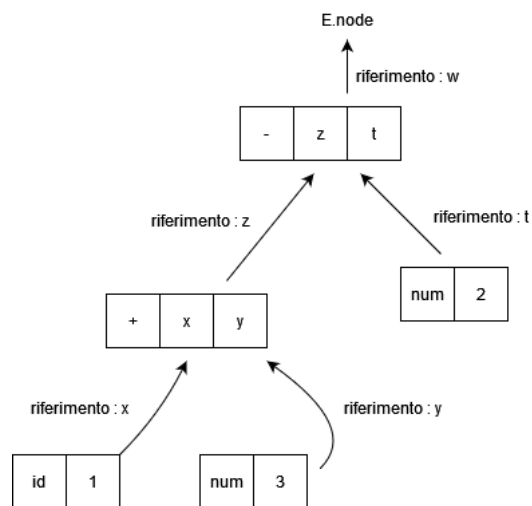 E.node
riferimento : w
- z t
riferimento : z
riferimento : t
num 2
+ x y
riferimento : x
riferimento : y
id 1
num 3